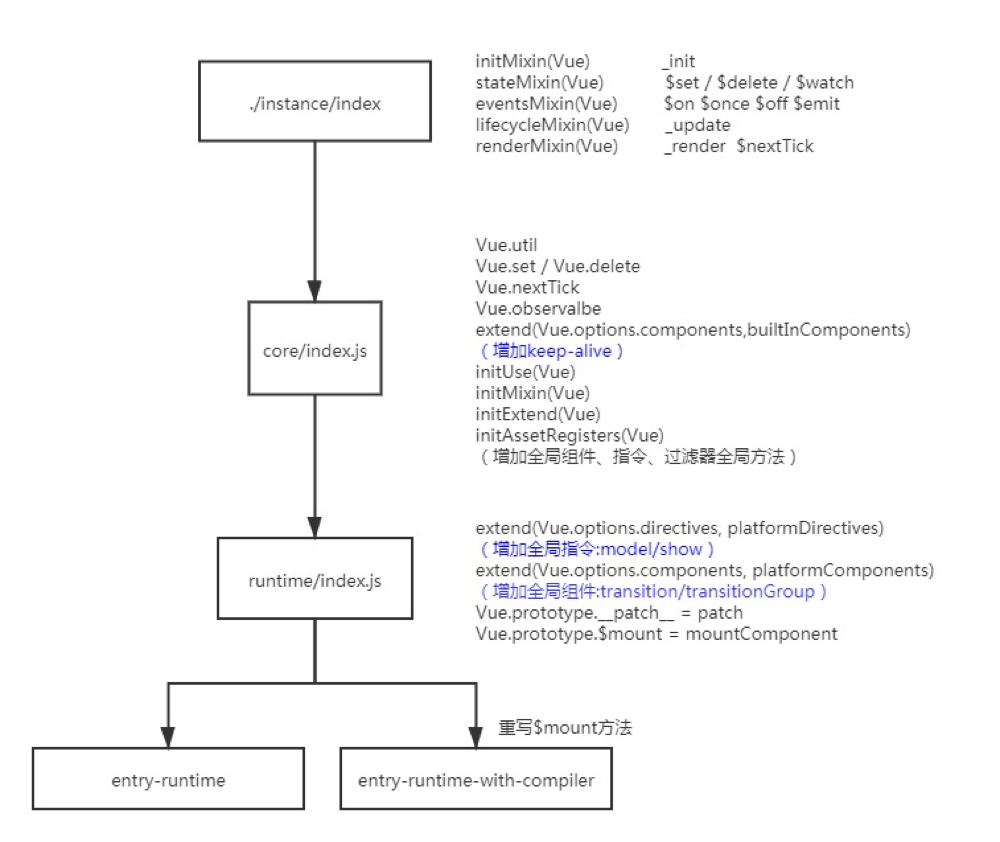 ./instance/index
initMixin(Vue) _init
stateMixin(Vue) $set / $delete / $watch
eventsMixin(Vue) $on $once $off $emit
lifecycleMixin(Vue) _update
renderMixin(Vue) _render $nextTick
core/index.js
Vue.util
Vue.set / Vue.delete
Vue.nextTick
Vue.observalbe
extend(Vue.options.components,builtInComponents)
（增加keep-alive）
initUse(Vue)
initMixin(Vue)
initExtend(Vue)
initAssetRegisters(Vue)
（增加全局组件、指令、过滤器全局方法）
runtime/index.js
extend(Vue.options.directives, platformDirectives)
（增加全局指令:model/show）
extend(Vue.options.components, platformComponents)
（增加全局组件:transition/transitionGroup）
Vue.prototype.__patch__ = patch
Vue.prototype.$mount = mountComponent
重写$mount方法
entry-runtime
entry-runtime-with-compiler